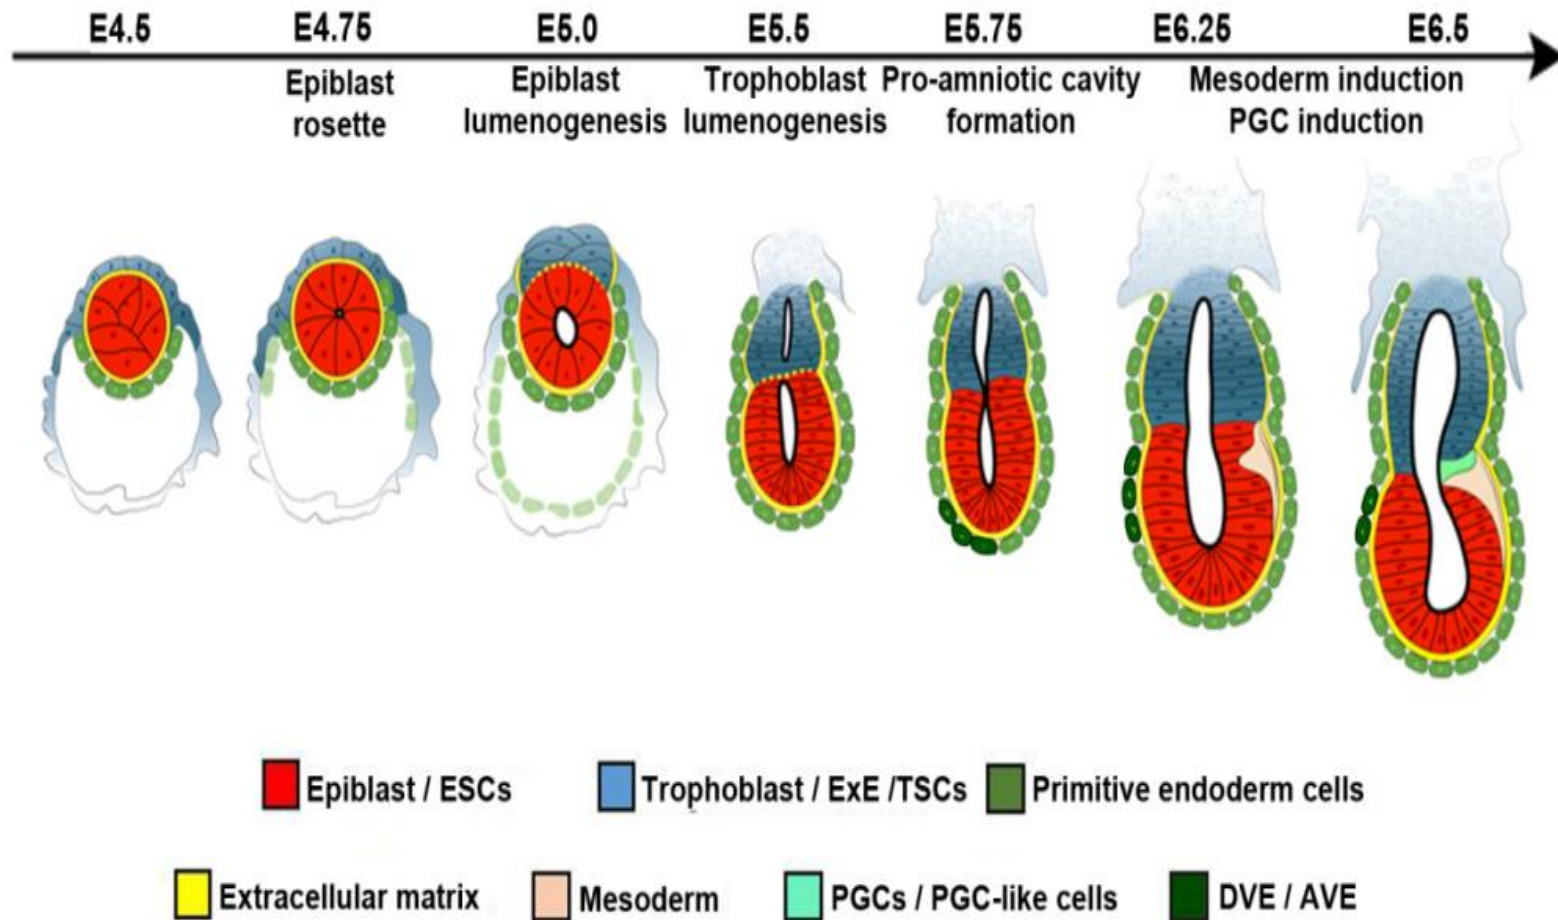 E4.5 E4.75 E5.0 E5.5 E5.75 E6.25 E6.5
Epiblast rosette
Epiblast lumenogenesis
Trophoblast lumenogenesis
Pro-amniotic cavity formation
Mesoderm induction
PGC induction
Epiblast / ESCs
Trophoblast / ExE /TSCs
Primitive endoderm cells
Extracellular matrix
Mesoderm
PGCs / PGC-like cells
DVE / AVE